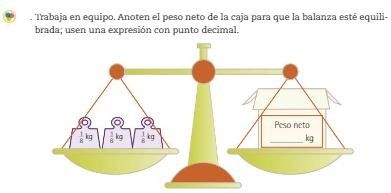 . Trabaja en equipo. Anoten el peso neto de la caja para que la balanza esté equili-
brada; usen una expresión con punto decimal.
1/8 kg 1/8 kg 1/8 kg
Peso neto
______ kg